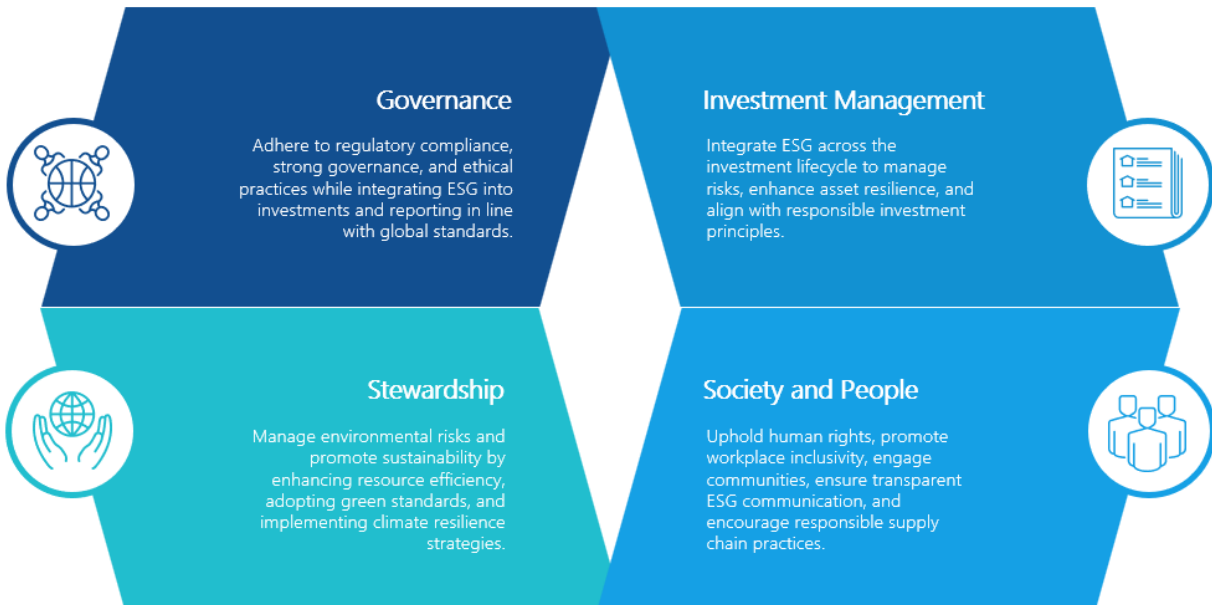 Governance
Adhere to regulatory compliance,
strong governance, and ethical
practices while integrating ESG into
investments and reporting in line
with global standards.
Investment Management
Integrate ESG across the
investment lifecycle to manage
risks, enhance asset resilience, and
align with responsible investment
principles.
Stewardship
Manage environmental risks and
promote sustainability by
enhancing resource efficiency,
adopting green standards, and
implementing climate resilience
strategies.
Society and People
Uphold human rights, promote
workplace inclusivity, engage
communities, ensure transparent
ESG communication, and
encourage responsible supply
chain practices.